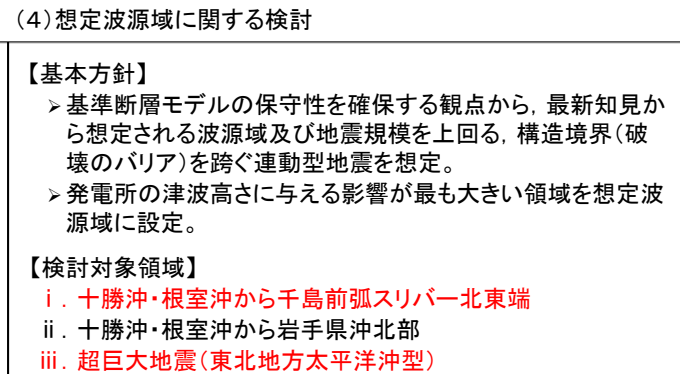 （４）想定波源域に関する検討
【基本方針】
➢基準断層モデルの保守性を確保する観点から，最新知見か
ら想定される波源域及び地震規模を上回る，構造境界（破
壊のバリア）を跨ぐ連動型地震を想定。
➢発電所の津波高さに与える影響が最も大きい領域を想定波
源域に設定。
【検討対象領域】
ⅰ．十勝沖・根室沖から千島前弧スリバー北東端
ⅱ．十勝沖・根室沖から岩手県沖北部
ⅲ．超巨大地震（東北地方太平洋沖型）